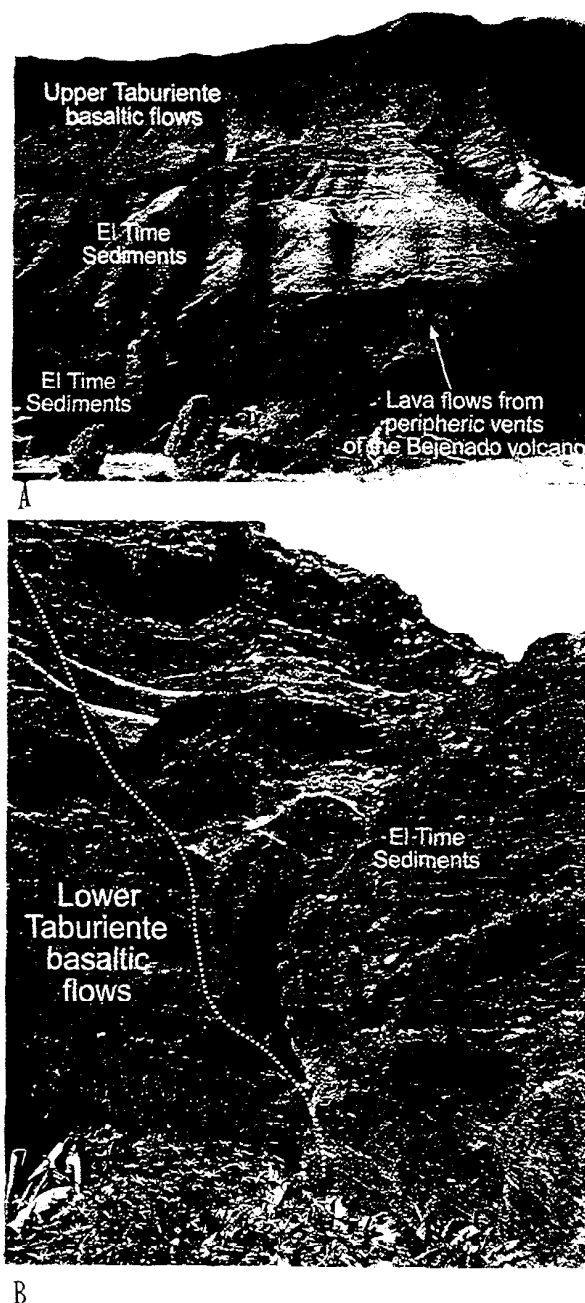 Upper Taburiente
basaltic flows
El Time
Sediments
El Time
Sediments
Lava flows from
peripheric vents
of the Bejenado volcano
A
El Time
Sediments
Lower
Taburiente
basaltic
flows
B